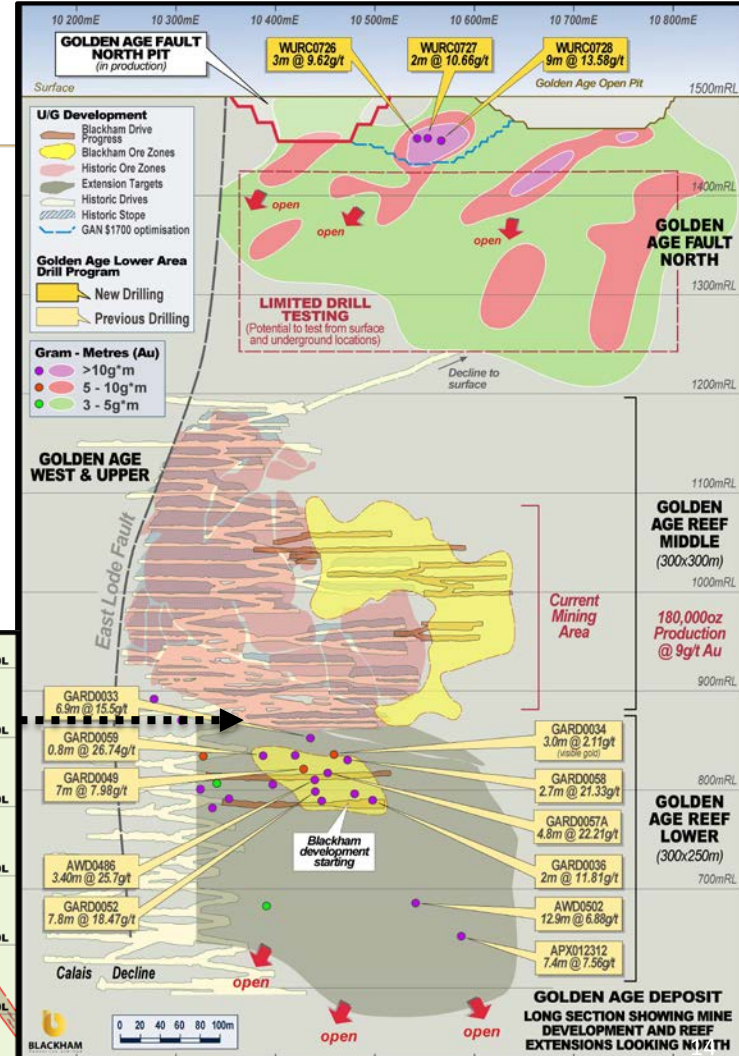 10 200mE 10 300mE 10 400mE 10 500mE 10 600mE 10 700mE 10 800mE
GOLDEN AGE FAULT
NORTH PIT
(in production)
WURC0726
3m @ 9.62g/t
WURC0727
2m @ 10.66g/t
WURC0728
9m @ 13.58g/t
Surface
Golden Age Open Pit
1500mRL
U/G Development
Blackham Drive
Progress
Blackham Ore Zones
Historic Ore Zones
Extension Targets
Historic Drives
Historic Stope
GAN $1700 optimisation
Golden Age Lower Area
Drill Program
New Drilling
Previous Drilling
Gram - Metres (Au)
>10g*m
5 - 10g*m
3 - 5g*m
1400mRL
open
open
open
GOLDEN
AGE FAULT
NORTH
1300mRL
LIMITED DRILL
TESTING
(Potential to test from surface
and underground locations)
Decline to
surface
1200mRL
GOLDEN AGE
WEST & UPPER
East Lode Fault
1100mRL
GOLDEN
AGE REEF
MIDDLE
(300x300m)
1000mRL
Current
Mining
Area
180,000oz
Production
@ 9g/t Au
900mRL
GARD0033
6.9m @ 15.5g/t
GARD0059
0.8m @ 26.74g/t
GARD0049
7m @ 7.98g/t
AWD0486
3.40m @ 25.7g/t
GARD0052
7.8m @ 18.47g/t
Blackham
development
starting
GARD0034
3.0m @ 2.11g/t
(visible gold)
GARD0058
2.7m @ 21.33g/t
GARD0057A
4.8m @ 22.21g/t
GARD0036
2m @ 11.81g/t
AWD0502
12.9m @ 6.88g/t
APX012312
7.4m @ 7.56g/t
800mRL
GOLDEN
AGE REEF
LOWER
(300x250m)
700mRL
Calais Decline
open
open
open
BLACKHAM
0 20 40 60 80 100m
GOLDEN AGE DEPOSIT
LONG SECTION SHOWING MINE
DEVELOPMENT AND REEF
EXTENSIONS LOOKING NORTH
14